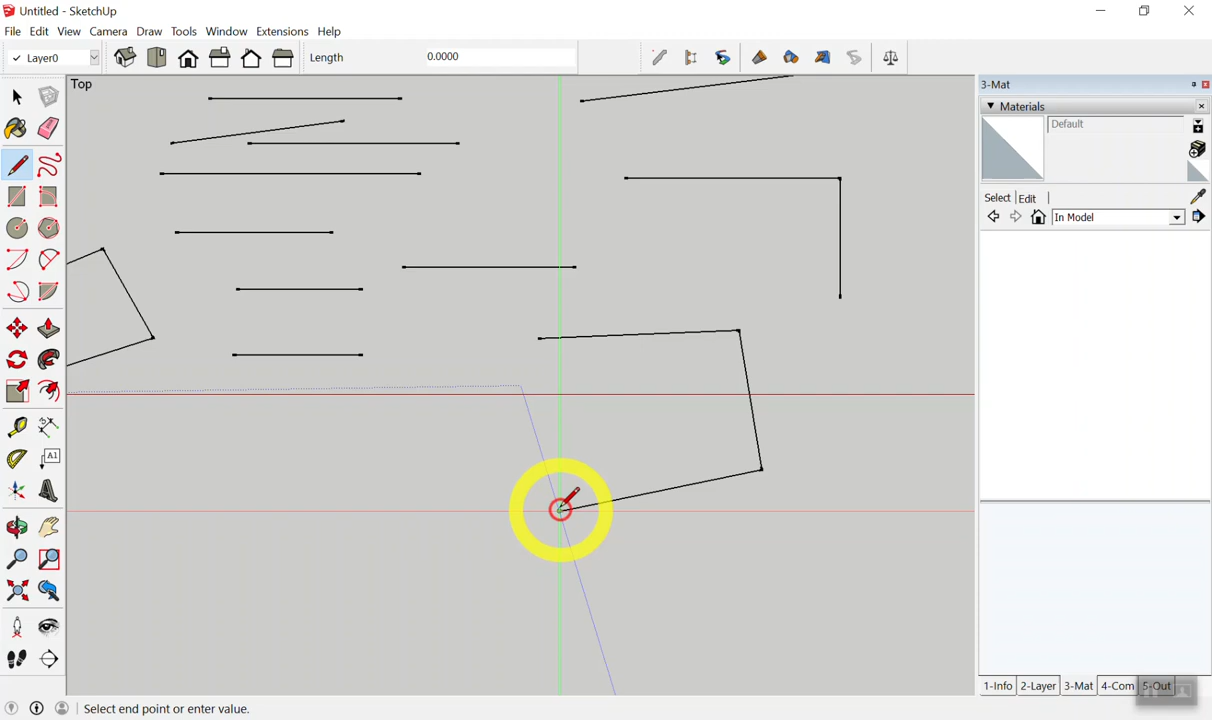 Untitled - SketchUp
File Edit View Camera Draw Tools Window Extensions Help
Layer0
Length 0.0000
Top
3-Mat
Materials
Default
Select Edit
In Model
A1
1-Info 2-Layer 3-Mat 4-Com 5-Out
Select end point or enter value.